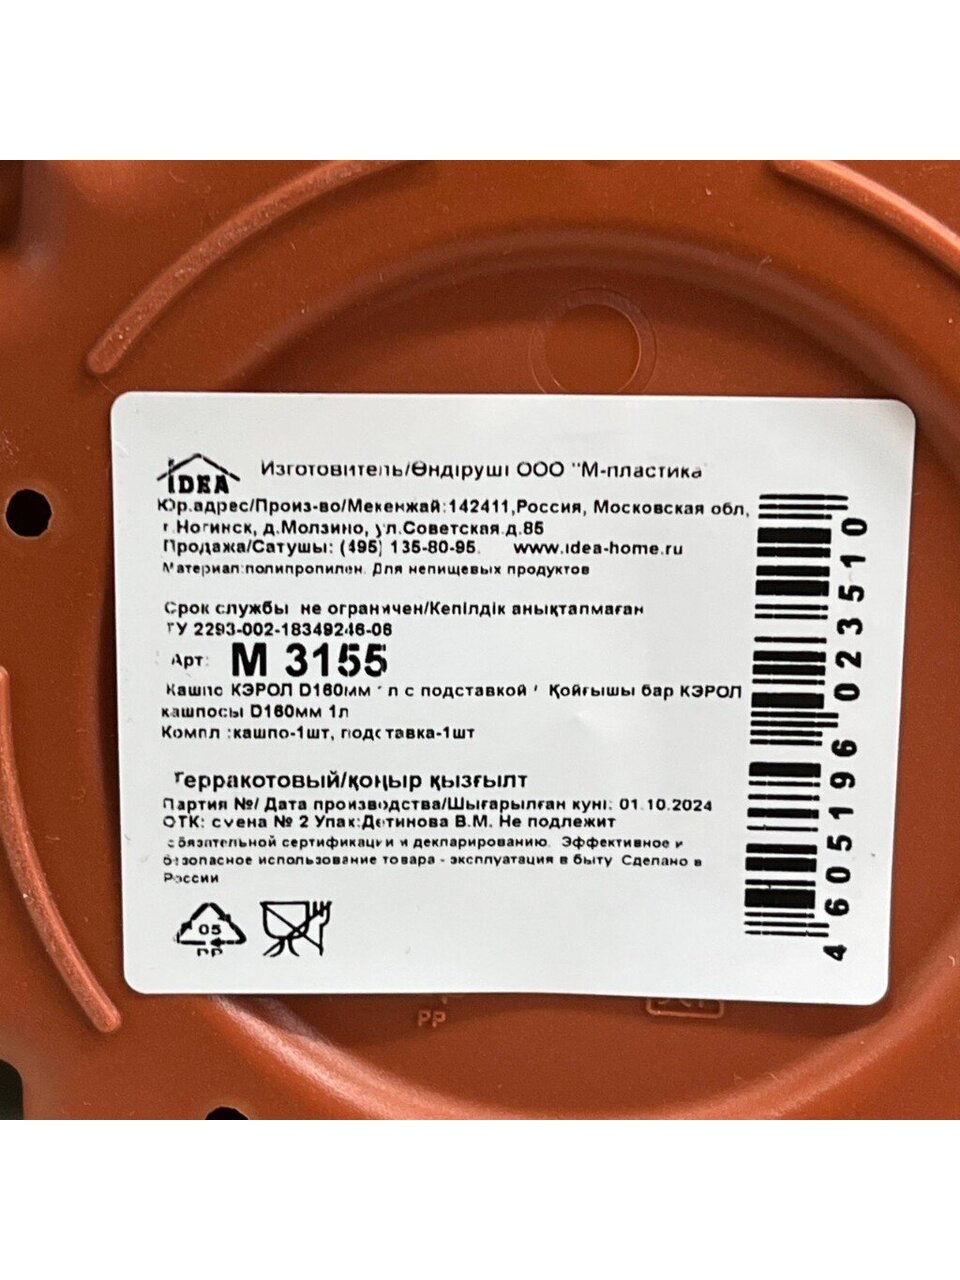 IDEA
Изготовитель/Өндіруші ООО "М-пластика"
Юр.адрес/Произ-во/Мекенжай:142411,Россия, Московская обл,
г.Ногинск, д.Молзино, ул.Советская.д.85
Продажа/Сатушы: (495) 135-80-95. www.idea-home.ru
Материал:полипропилен. Для непищевых продуктов
Срок службы не ограничен/Кепілдік анықтапмаған
ТУ 2293-002-18349246-06
Арт: М 3155
Кашпо КЭРОЛ D160мм 1л с подставкой / Қойғышы бар КЭРОЛ
кашпосы D160мм 1л
Компл.:кашпо-1шт, подставка-1шт
Терракотовый/қоңыр қызғылт
Партия №/ Дата производства/Шығарылған күні: 01.10.2024
ОТК: смена № 2 Упак:Детинова В.М. Не подлежит
обязательной сертификации и декларированию. Эффективное и
безопасное использование товара - эксплуатация в быту Сделано в
России
05
PP
4605196023510
PP